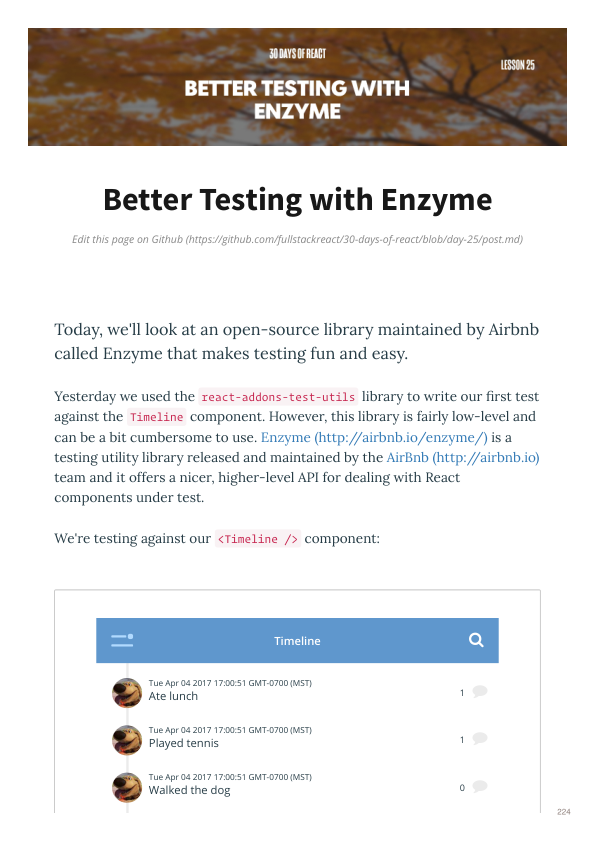 30 DAYS OF REACT
LESSON 25
BETTER TESTING WITH
ENZYME
Better Testing with Enzyme
Edit this page on Github (https://github.com/fullstackreact/30-days-of-react/blob/day-25/post.md)
Today, we'll look at an open-source library maintained by Airbnb
called Enzyme that makes testing fun and easy.
Yesterday we used the react-addons-test-utils library to write our first test
against the Timeline component. However, this library is fairly low-level and
can be a bit cumbersome to use. Enzyme (http://airbnb.io/enzyme/) is a
testing utility library released and maintained by the AirBnb (http://airbnb.io)
team and it offers a nicer, higher-level API for dealing with React
components under test.
We're testing against our <Timeline /> component:
Timeline
Tue Apr 04 2017 17:00:51 GMT-0700 (MST)
Ate lunch
1
Tue Apr 04 2017 17:00:51 GMT-0700 (MST)
Played tennis
1
Tue Apr 04 2017 17:00:51 GMT-0700 (MST)
Walked the dog
0
224